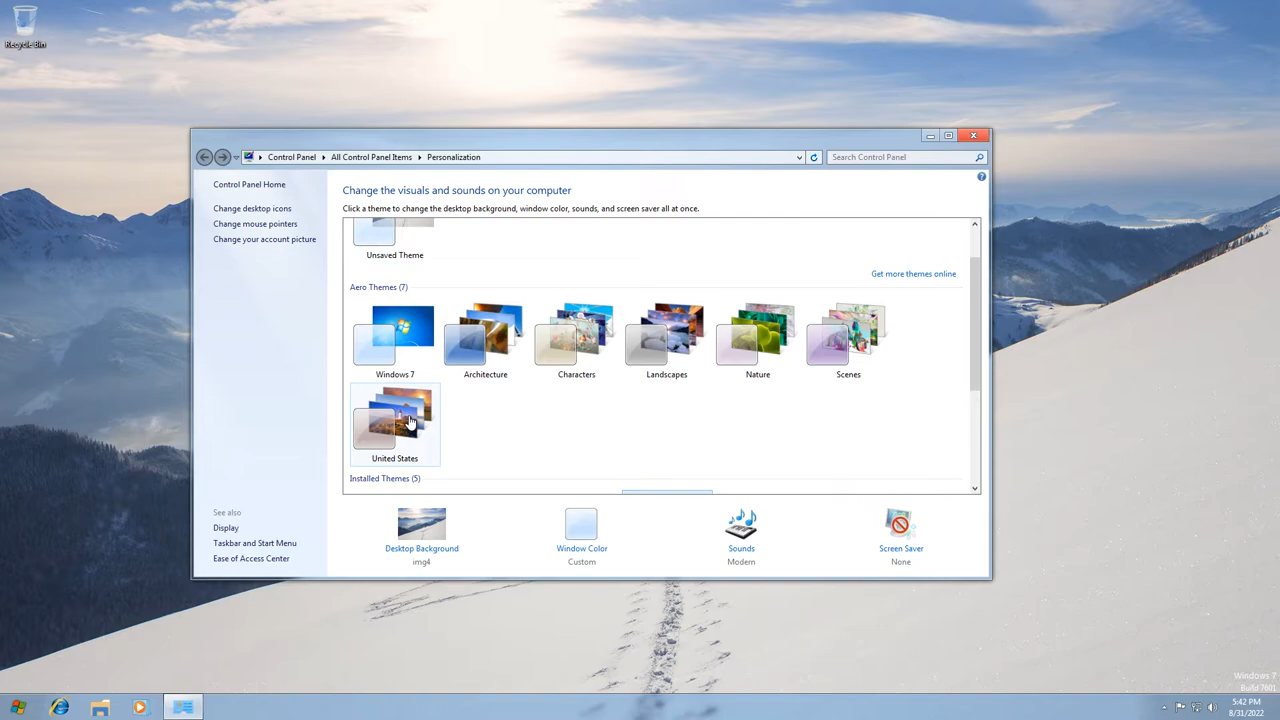 Recycle Bin
Control Panel
All Control Panel Items
Personalization
Search Control Panel
Control Panel Home
Change desktop icons
Change mouse pointers
Change your account picture
See also
Display
Taskbar and Start Menu
Ease of Access Center
Change the visuals and sounds on your computer
Click a theme to change the desktop background, window color, sounds, and screen saver all at once.
Unsaved Theme
Get more themes online
Aero Themes (7)
Windows 7
Architecture
Characters
Landscapes
Nature
Scenes
United States
Installed Themes (5)
Desktop Background
img4
Window Color
Custom
Sounds
Modern
Screen Saver
None
Windows 7
Build 7601
5:42 PM
8/31/2022